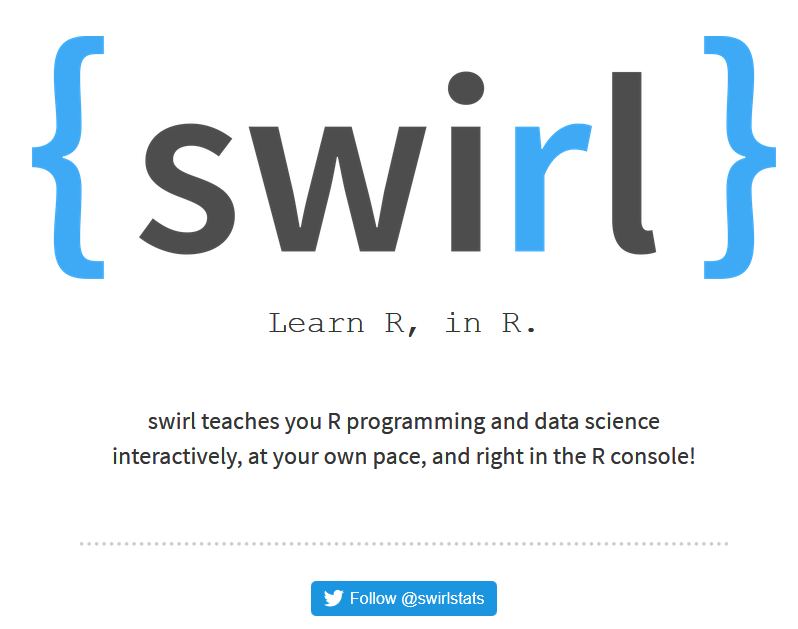 {swirl}
Learn R, in R.
swirl teaches you R programming and data science
interactively, at your own pace, and right in the R console!
Follow @swirlstats